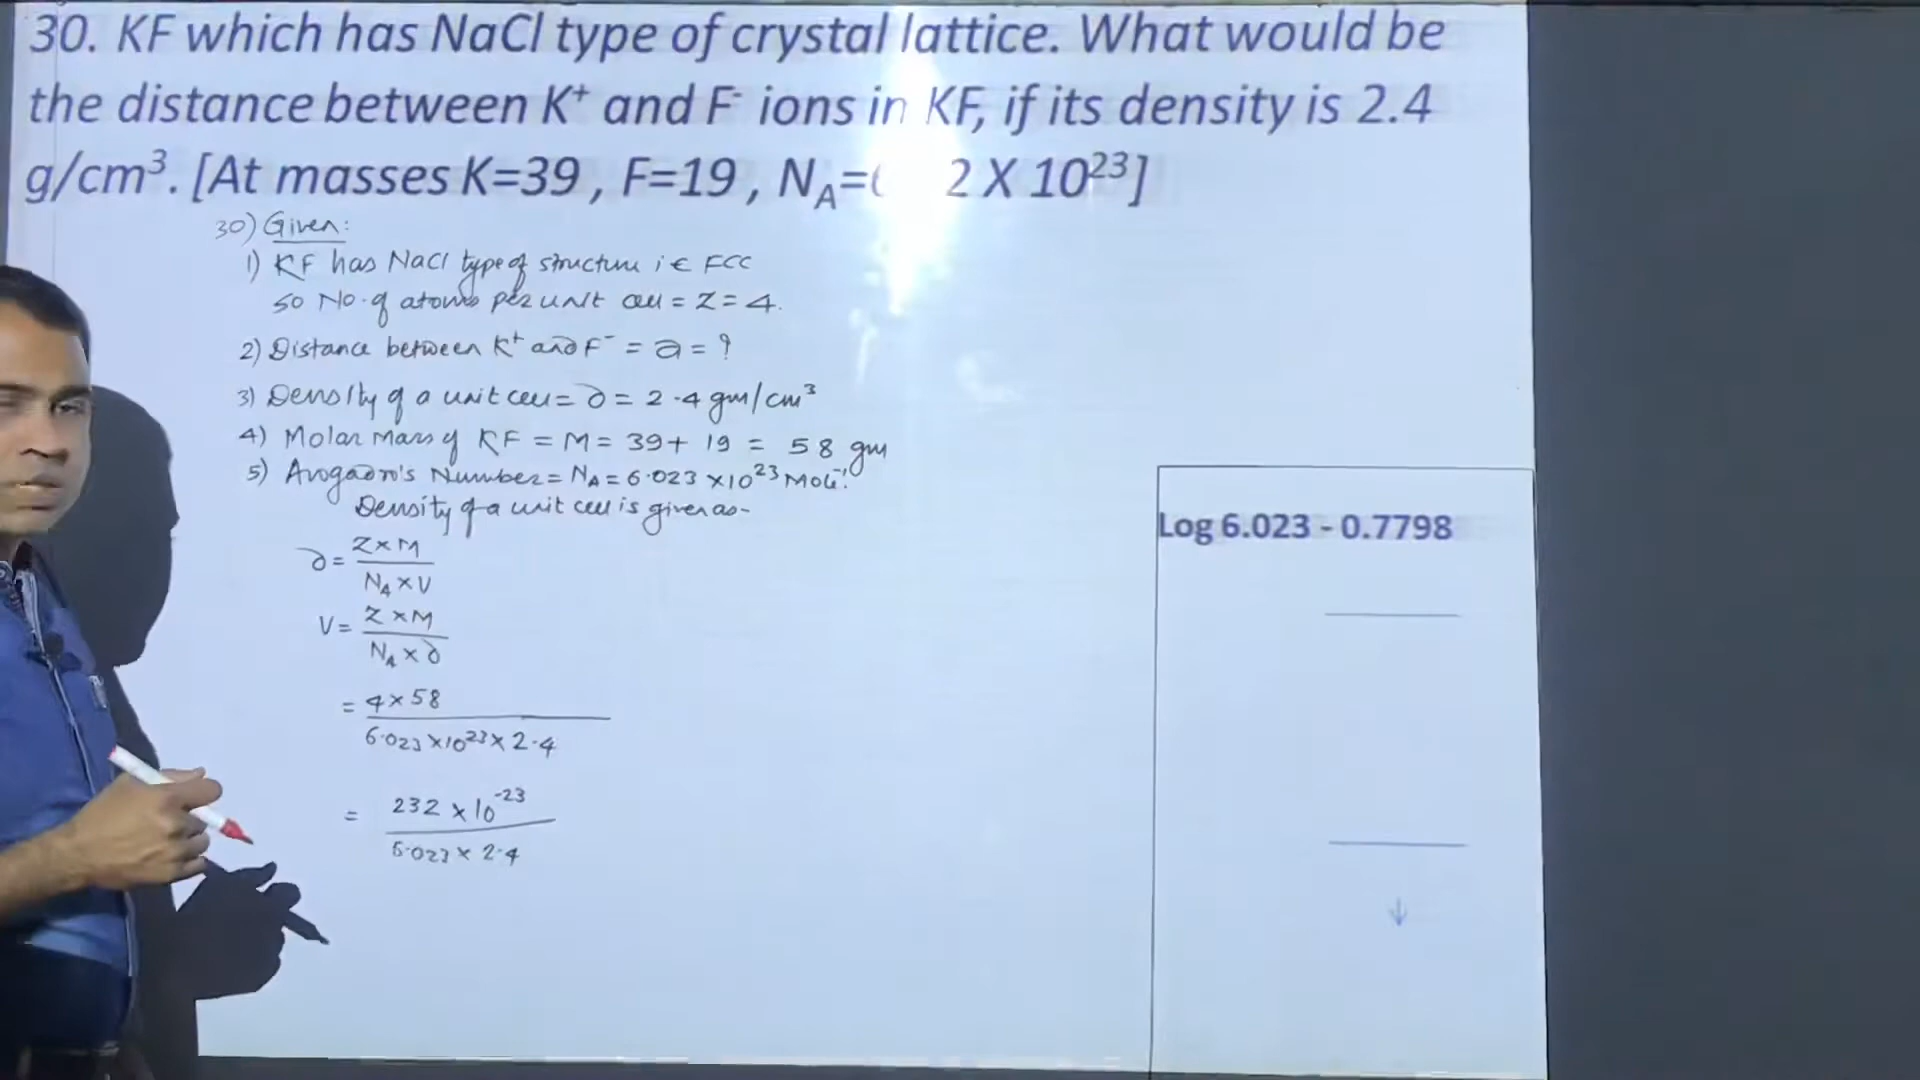 30. KF which has NaCl type of crystal lattice. What would be
the distance between K⁺ and F⁻ ions in KF, if its density is 2.4
g/cm³. [At masses K=39, F=19, N_A= 2 X 10²³]
30) Given:
1) KF has NaCl type of structure i e FCC
so No. of atoms per unit cell = Z = 4.
2) Distance between K⁺ and F⁻ = a = ?
3) Density of a unit cell = ∂ = 2.4 gm/cm³
4) Molar Mass of KF = M = 39 + 19 = 58 gm
5) Avogadro's Number = N_A = 6.023 × 10²³ Mole⁻¹
Density of a unit cell is given as-
∂ = Z × M / N_A × V
V = Z × M / N_A × ∂
= 4 × 58 / 6.023 × 10²³ × 2.4
= 232 × 10⁻²³ / 6.023 × 2.4
Log 6.023 - 0.7798
↓